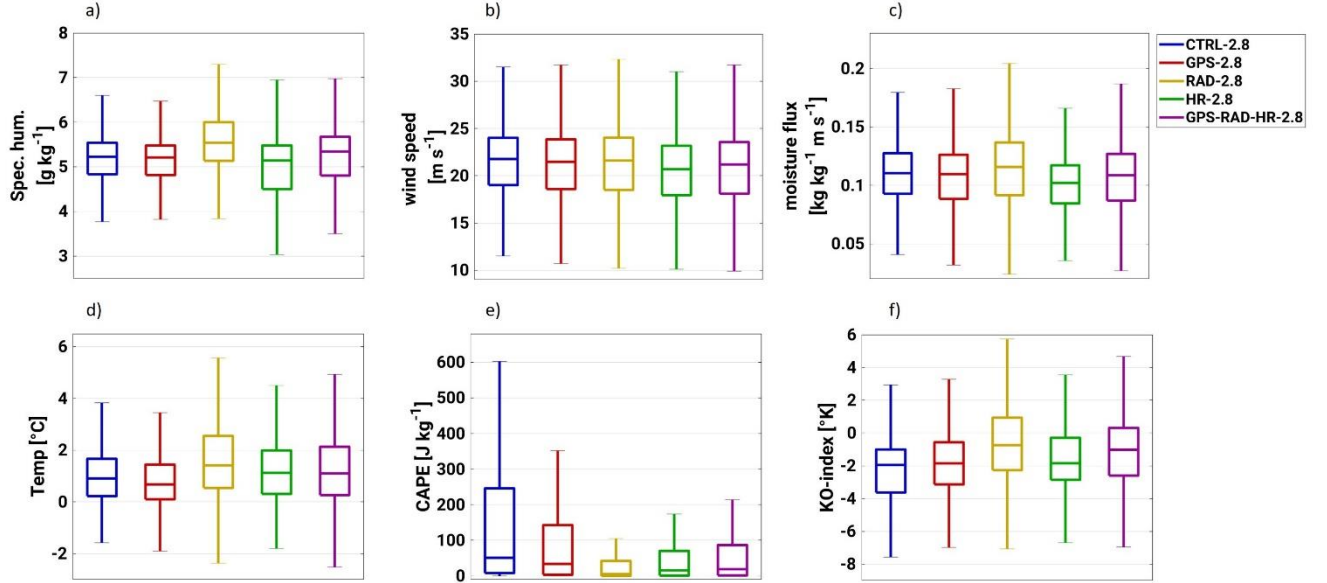 a)
Spec. hum.
[g kg⁻¹]
8
7
6
5
4
3
b)
wind speed
[m s⁻¹]
35
30
25
20
15
10
c)
moisture flux
[kg kg⁻¹ m s⁻¹]
0.2
0.15
0.1
0.05
CTRL-2.8
GPS-2.8
RAD-2.8
HR-2.8
GPS-RAD-HR-2.8
d)
Temp [°C]
6
4
2
0
-2
e)
CAPE [J kg⁻¹]
600
500
400
300
200
100
0
f)
KO-index [°K]
6
4
2
0
-2
-4
-6
-8